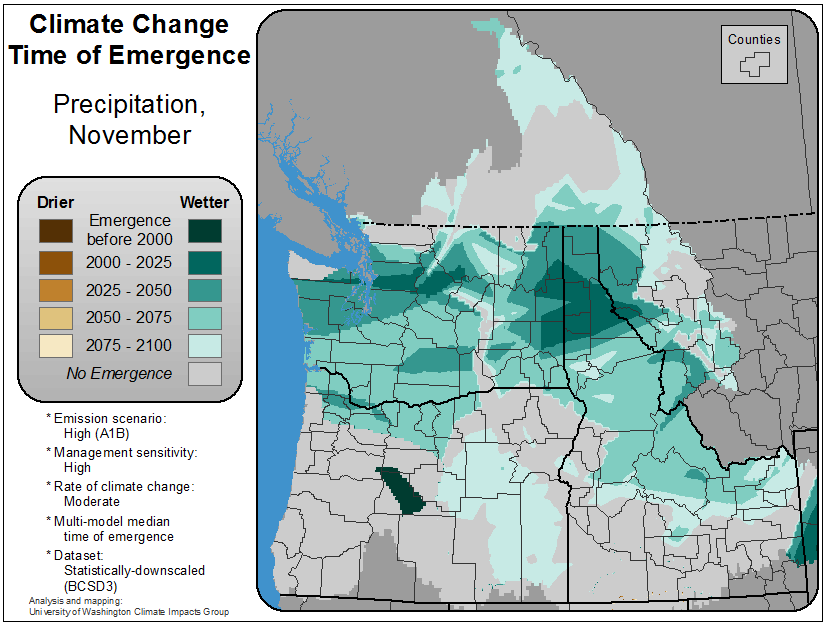 Climate Change
Time of Emergence
Precipitation,
November
Drier
Wetter
Emergence
before 2000
2000 - 2025
2025 - 2050
2050 - 2075
2075 - 2100
No Emergence
* Emission scenario:
High (A1B)
* Management sensitivity:
High
* Rate of climate change:
Moderate
* Multi-model median
time of emergence
* Dataset:
Statistically-downscaled
(BCSD3)
Analysis and mapping:
University of Washington Climate Impacts Group
Counties